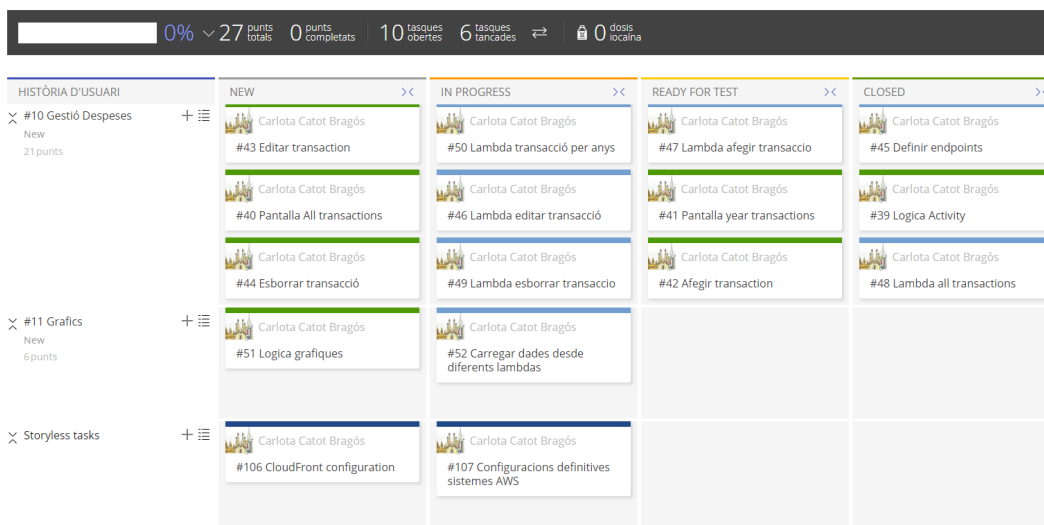 0% 27 punts totals 0 punts completats 10 tasques obertes 6 tasques tancades 0 dosis iocaïna
HISTÒRIA D'USUARI NEW IN PROGRESS READY FOR TEST CLOSED
#10 Gestió Despeses
New
21 punts
Carlota Catot Bragós
#43 Editar transaction
Carlota Catot Bragós
#50 Lambda transacció per anys
Carlota Catot Bragós
#47 Lambda afegir transaccio
Carlota Catot Bragós
#45 Definir endpoints
Carlota Catot Bragós
#40 Pantalla All transactions
Carlota Catot Bragós
#46 Lambda editar transacció
Carlota Catot Bragós
#41 Pantalla year transactions
Carlota Catot Bragós
#39 Logica Activity
Carlota Catot Bragós
#44 Esborrar transacció
Carlota Catot Bragós
#49 Lambda esborrar transaccio
Carlota Catot Bragós
#42 Afegir transaction
Carlota Catot Bragós
#48 Lambda all transactions
#11 Grafics
New
6 punts
Carlota Catot Bragós
#51 Logica grafiques
Carlota Catot Bragós
#52 Carregar dades desde
diferents lambdas
Storyless tasks
Carlota Catot Bragós
#106 CloudFront configuration
Carlota Catot Bragós
#107 Configuracions definitives
sistemes AWS